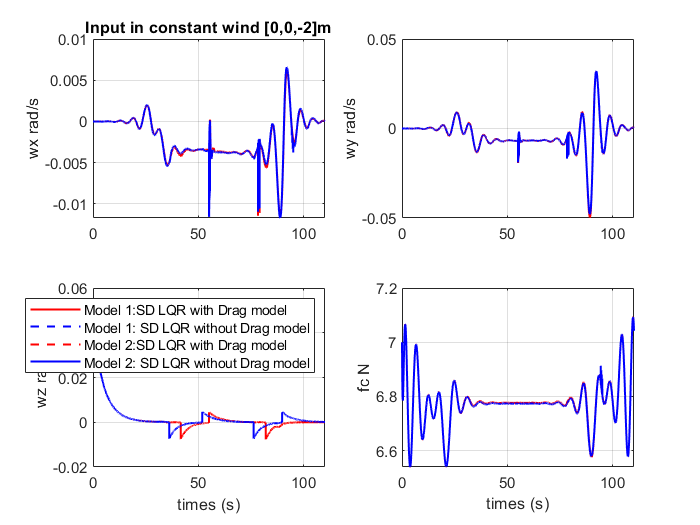 Input in constant wind [0,0,-2]m
0.01
0.005
0
-0.005
-0.01
wx rad/s
0
50
100
0.05
0
-0.05
wy rad/s
0
50
100
0.06
0.02
0
-0.02
Model 1:SD LQR with Drag model
Model 1: SD LQR without Drag model
Model 2:SD LQR with Drag model
Model 2: SD LQR without Drag model
wz ra
0
50
100
times (s)
7.2
7
6.8
6.6
fc N
0
50
100
times (s)